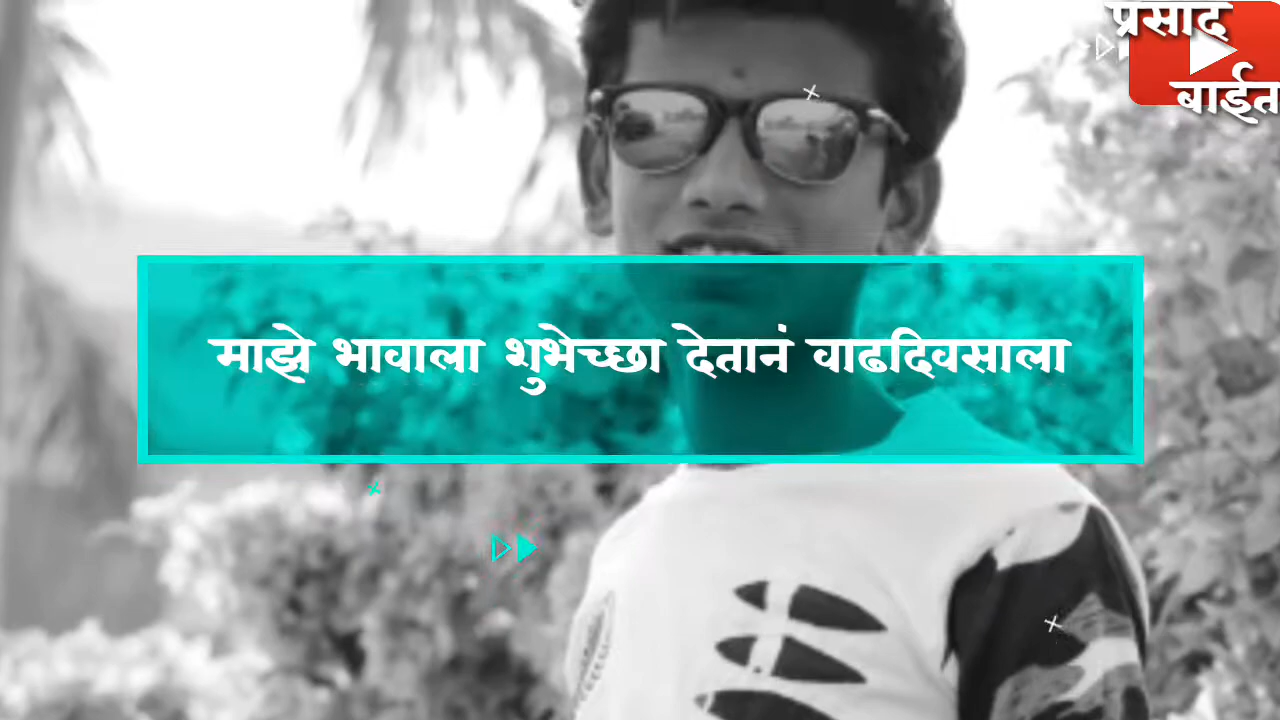 प्रसाद
बाईत
माझे भावाला शुभेच्छा देतानं वाढदिवसाला